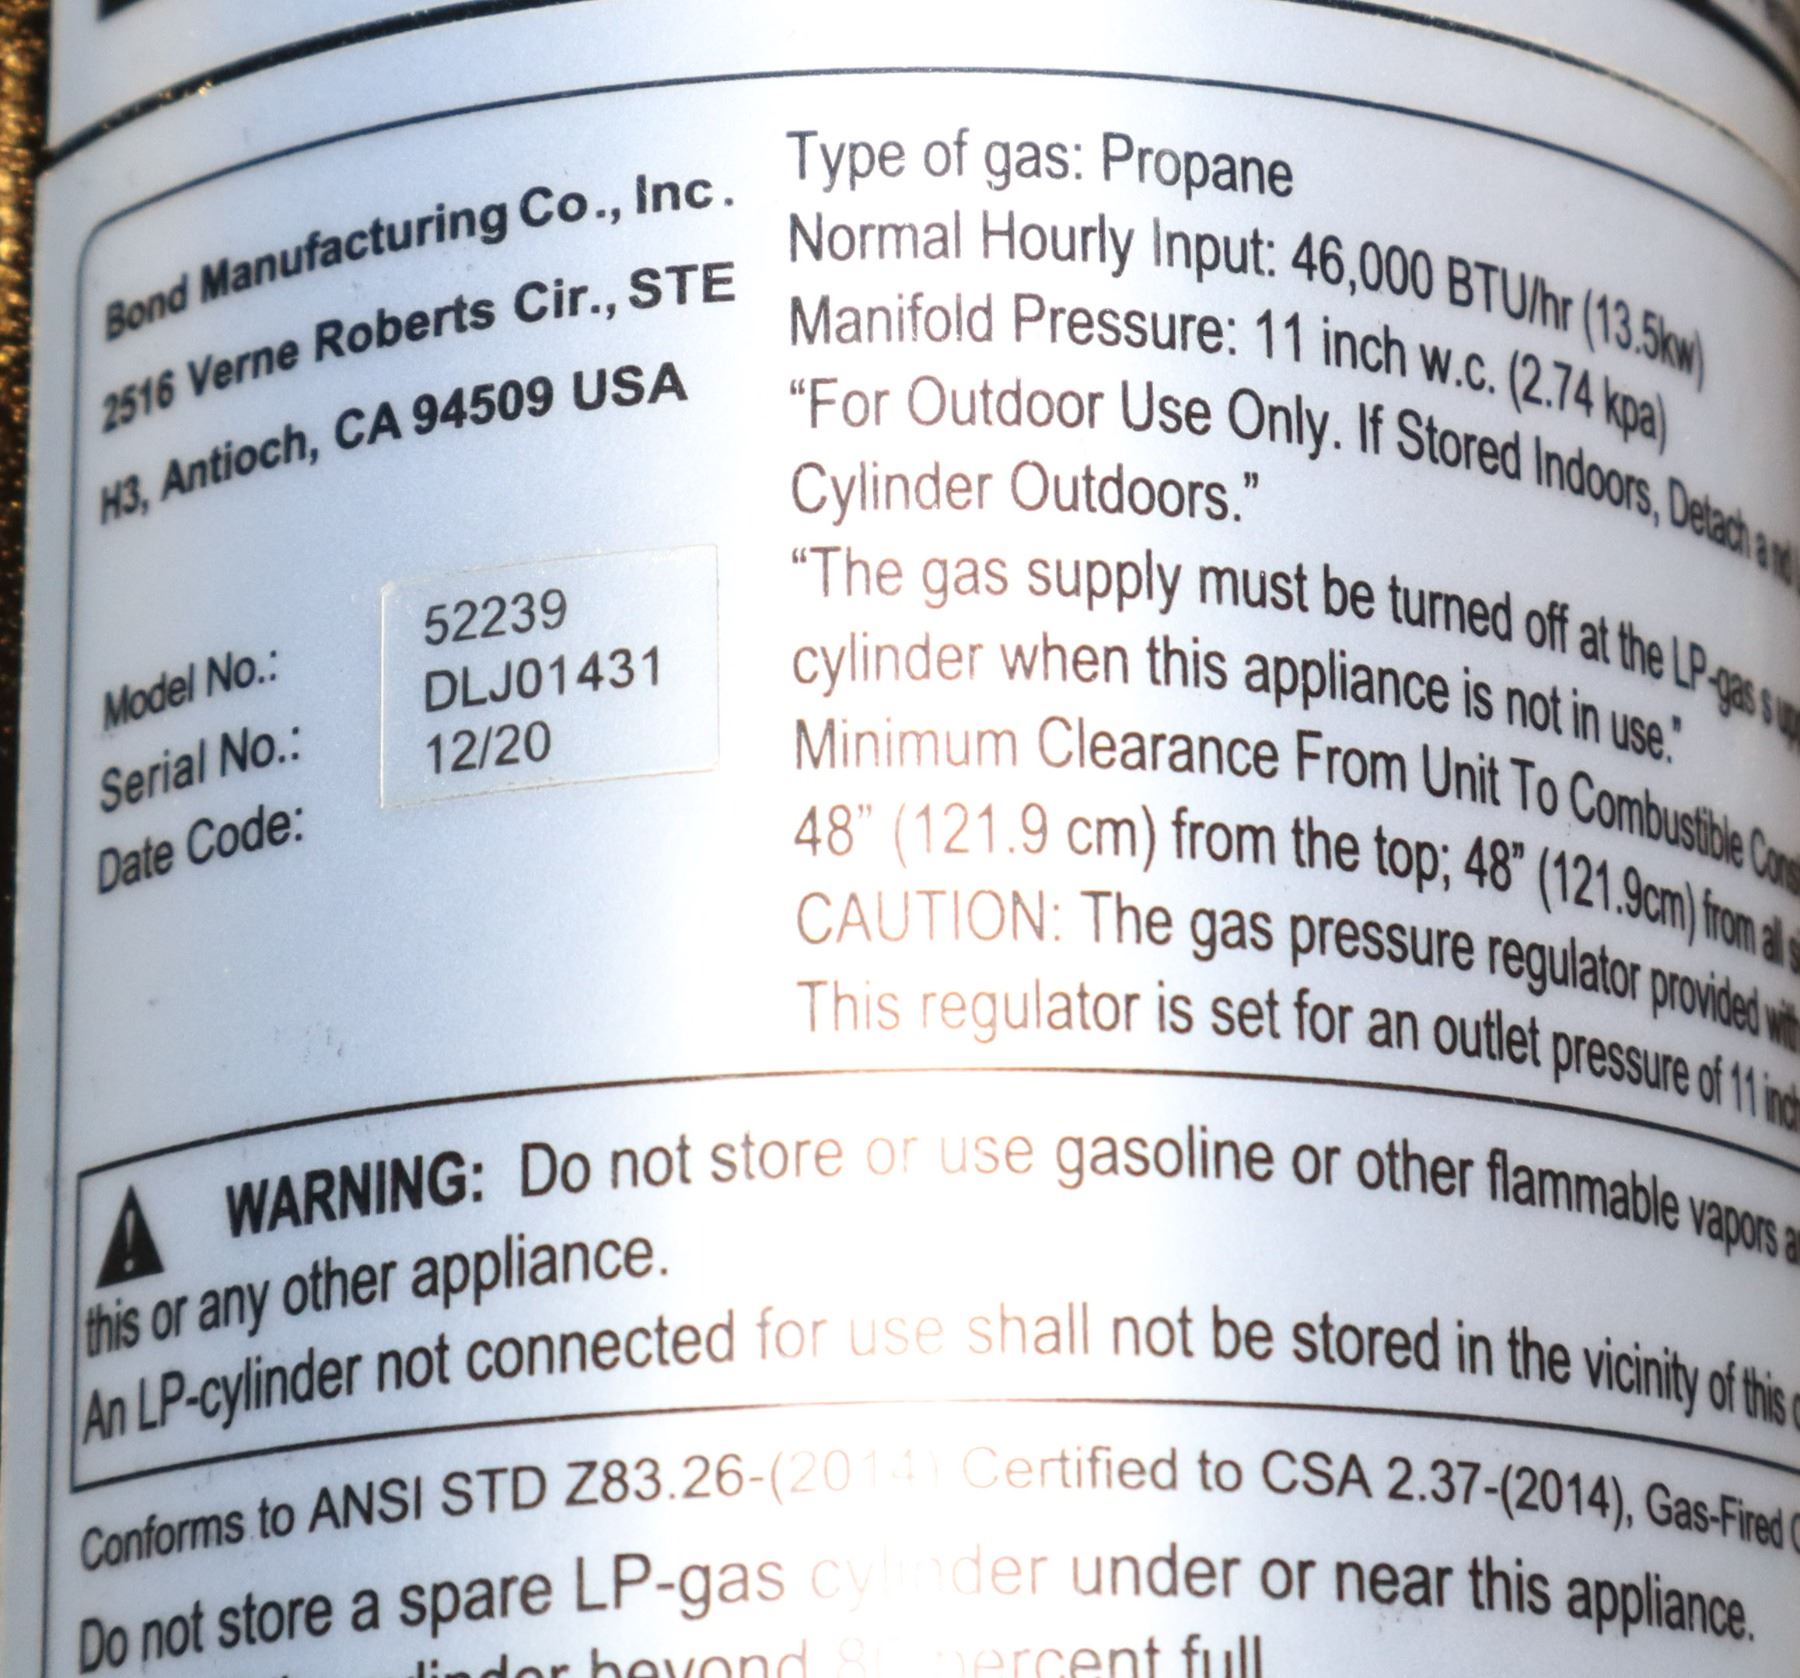 Bond Manufacturing Co., Inc.
2516 Verne Roberts Cir., STE
H3, Antioch, CA 94509 USA
Model No.: 52239
Serial No.: DLJ01431
Date Code: 12/20
Type of gas: Propane
Normal Hourly Input: 46,000 BTU/hr (13.5kw)
Manifold Pressure: 11 inch w.c. (2.74 kpa)
“For Outdoor Use Only. If Stored Indoors, Detach and
Cylinder Outdoors.”
“The gas supply must be turned off at the LP-gas
cylinder when this appliance is not in use.”
Minimum Clearance From Unit To Combustible
48” (121.9 cm) from the top; 48” (121.9cm) from all
CAUTION: The gas pressure regulator provided
This regulator is set for an outlet pressure of 11
WARNING: Do not store or use gasoline or other flammable vapors
this or any other appliance.
An LP-cylinder not connected for use shall not be stored in the vicinity of this
Conforms to ANSI STD Z83.26-(2014) Certified to CSA 2.37-(2014), Gas-Fired
Do not store a spare LP-gas cylinder under or near this appliance.
beyond percent full